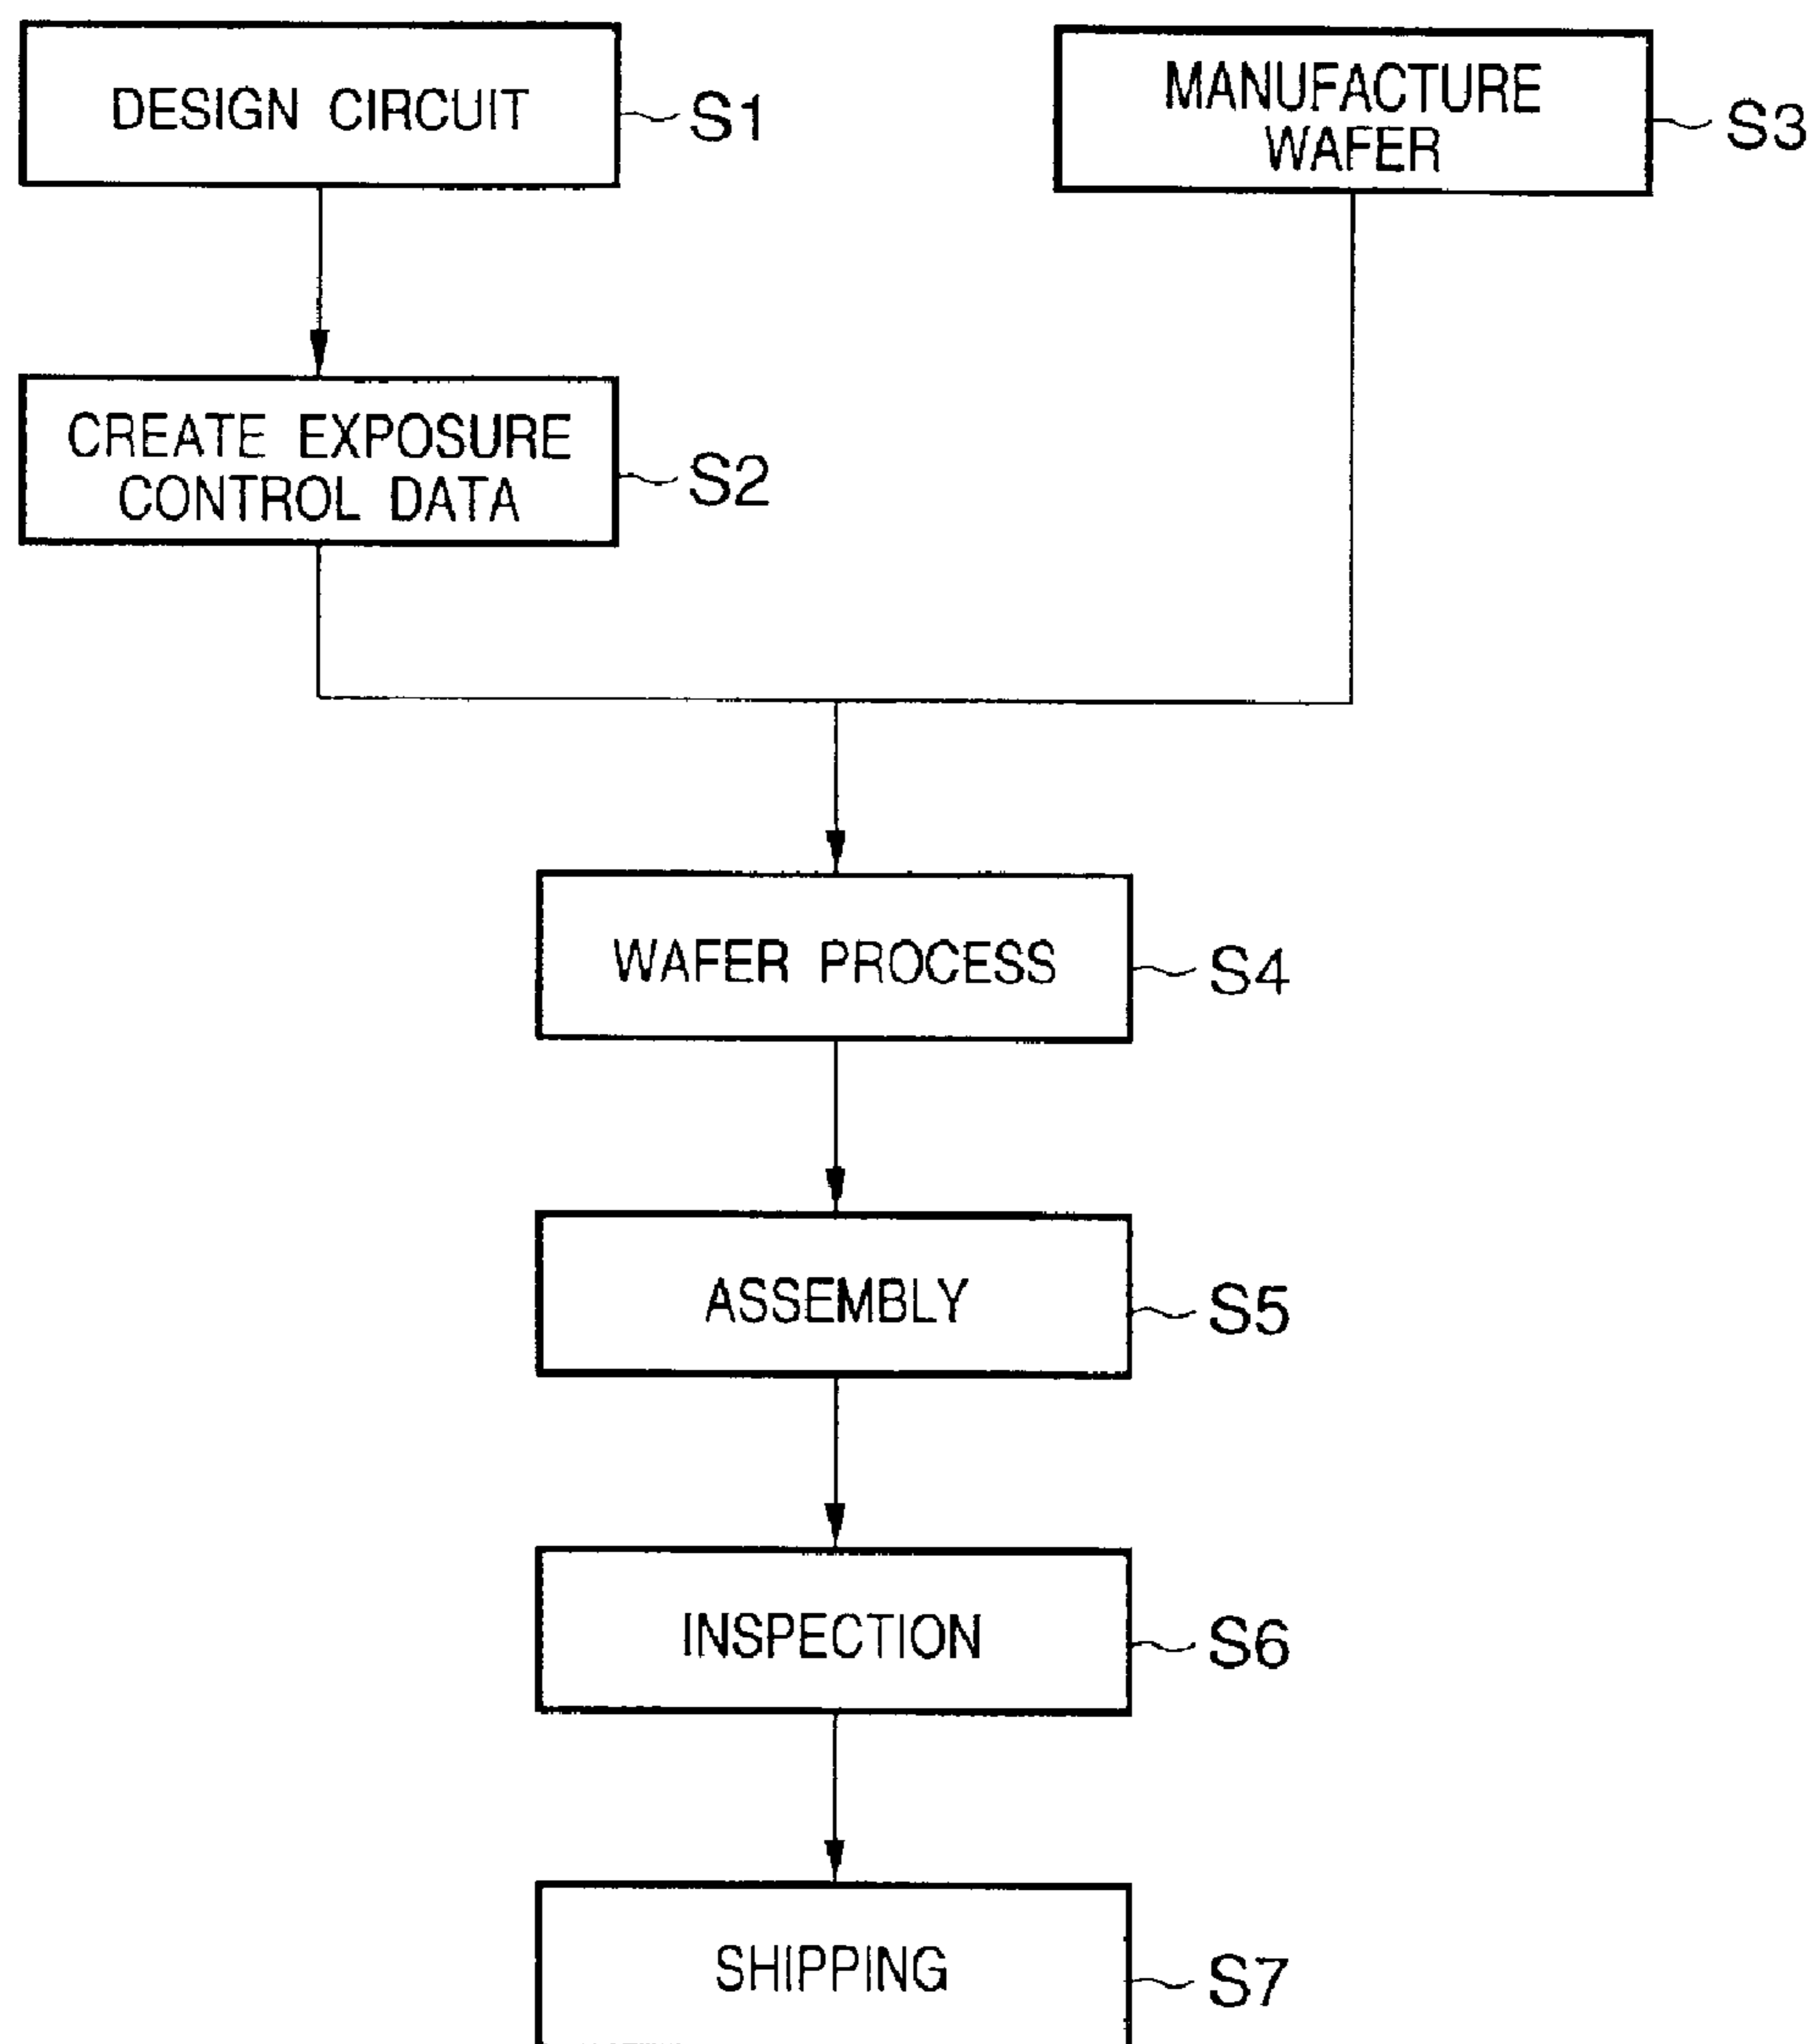 DESIGN CIRCUIT
S1
MANUFACTURE
WAFER
S3
CREATE EXPOSURE
CONTROL DATA
S2
WAFER PROCESS
S4
ASSEMBLY
S5
INSPECTION
S6
SHIPPING
S7